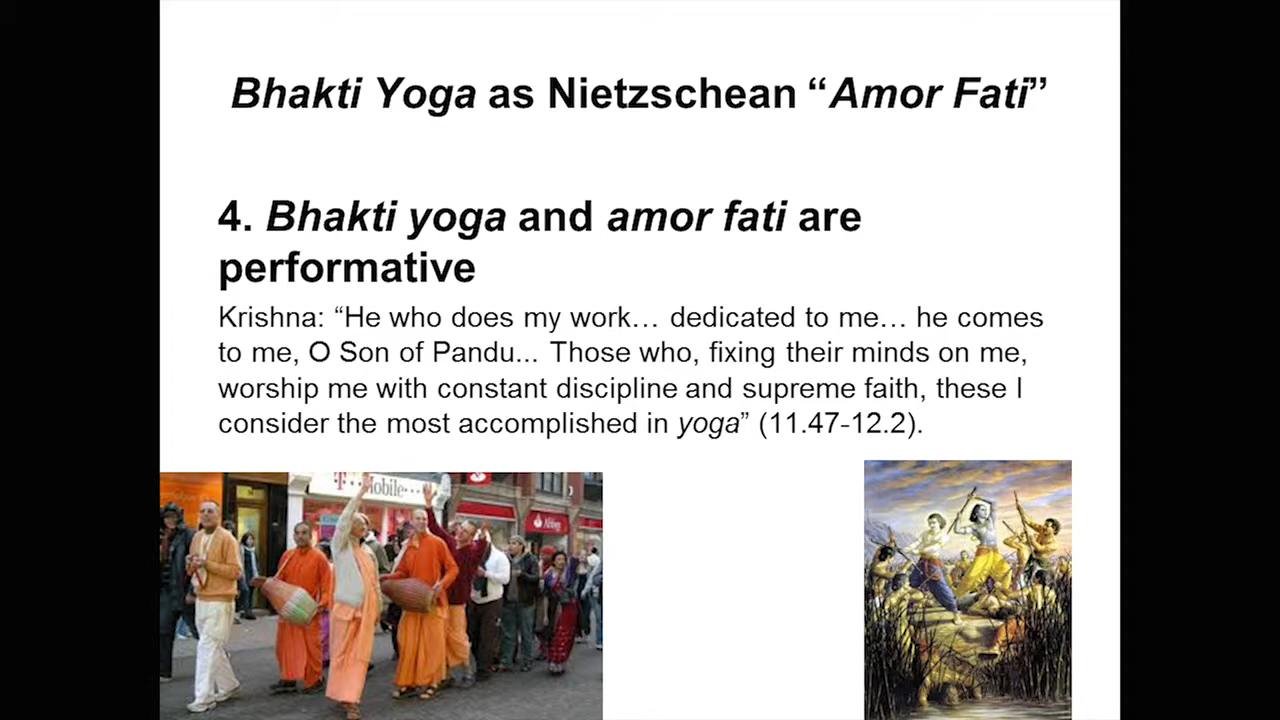 Bhakti Yoga as Nietzschean “Amor Fati”
4. Bhakti yoga and amor fati are
performative
Krishna: “He who does my work… dedicated to me… he comes
to me, O Son of Pandu... Those who, fixing their minds on me,
worship me with constant discipline and supreme faith, these I
consider the most accomplished in yoga” (11.47-12.2).
T··Mobile···
Abbey